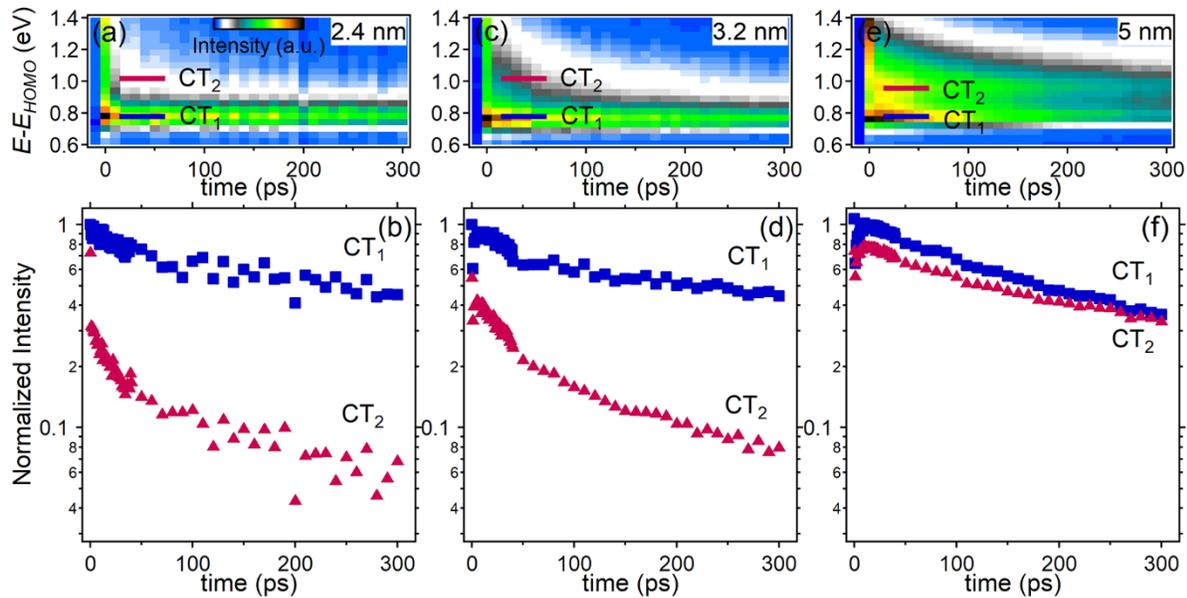 (a)
2.4 nm
Intensity (a.u.)
CT2
CT1
E-EHOMO (eV)
1.4
1.2
1.0
0.8
0.6
0 100 200 300
time (ps)
(c)
3.2 nm
CT2
CT1
1.4
1.2
1.0
0.8
0.6
0 100 200 300
time (ps)
(e)
5 nm
CT2
CT1
1.4
1.2
1.0
0.8
0.6
0 100 200 300
time (ps)
(b)
CT1
CT2
Normalized Intensity
1
8
6
4
2
0.1
8
6
4
0 100 200 300
time (ps)
(d)
CT1
CT2
1
8
6
4
2
0.1
8
6
4
0 100 200 300
time (ps)
(f)
CT1
CT2
1
8
6
4
2
0.1
8
6
4
0 100 200 300
time (ps)